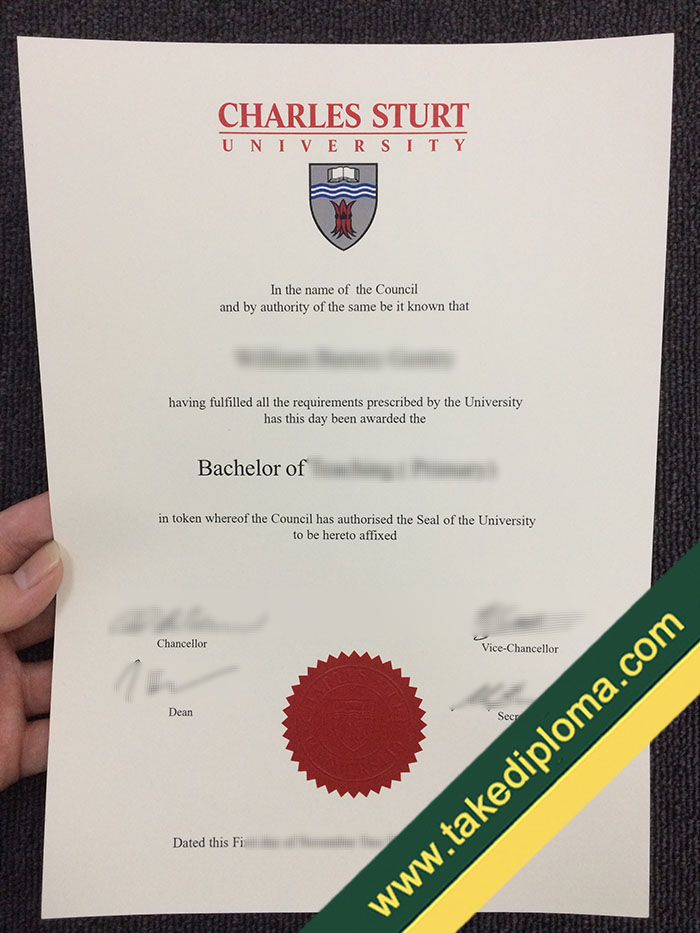 CHARLES STURT
UNIVERSITY
In the name of the Council
and by authority of the same be it known that
having fulfilled all the requirements prescribed by the University
has this day been awarded the
Bachelor of
in token whereof the Council has authorised the Seal of the University
to be hereto affixed
Chancellor
Vice-Chancellor
Dean
Dated this
www.takediploma.com